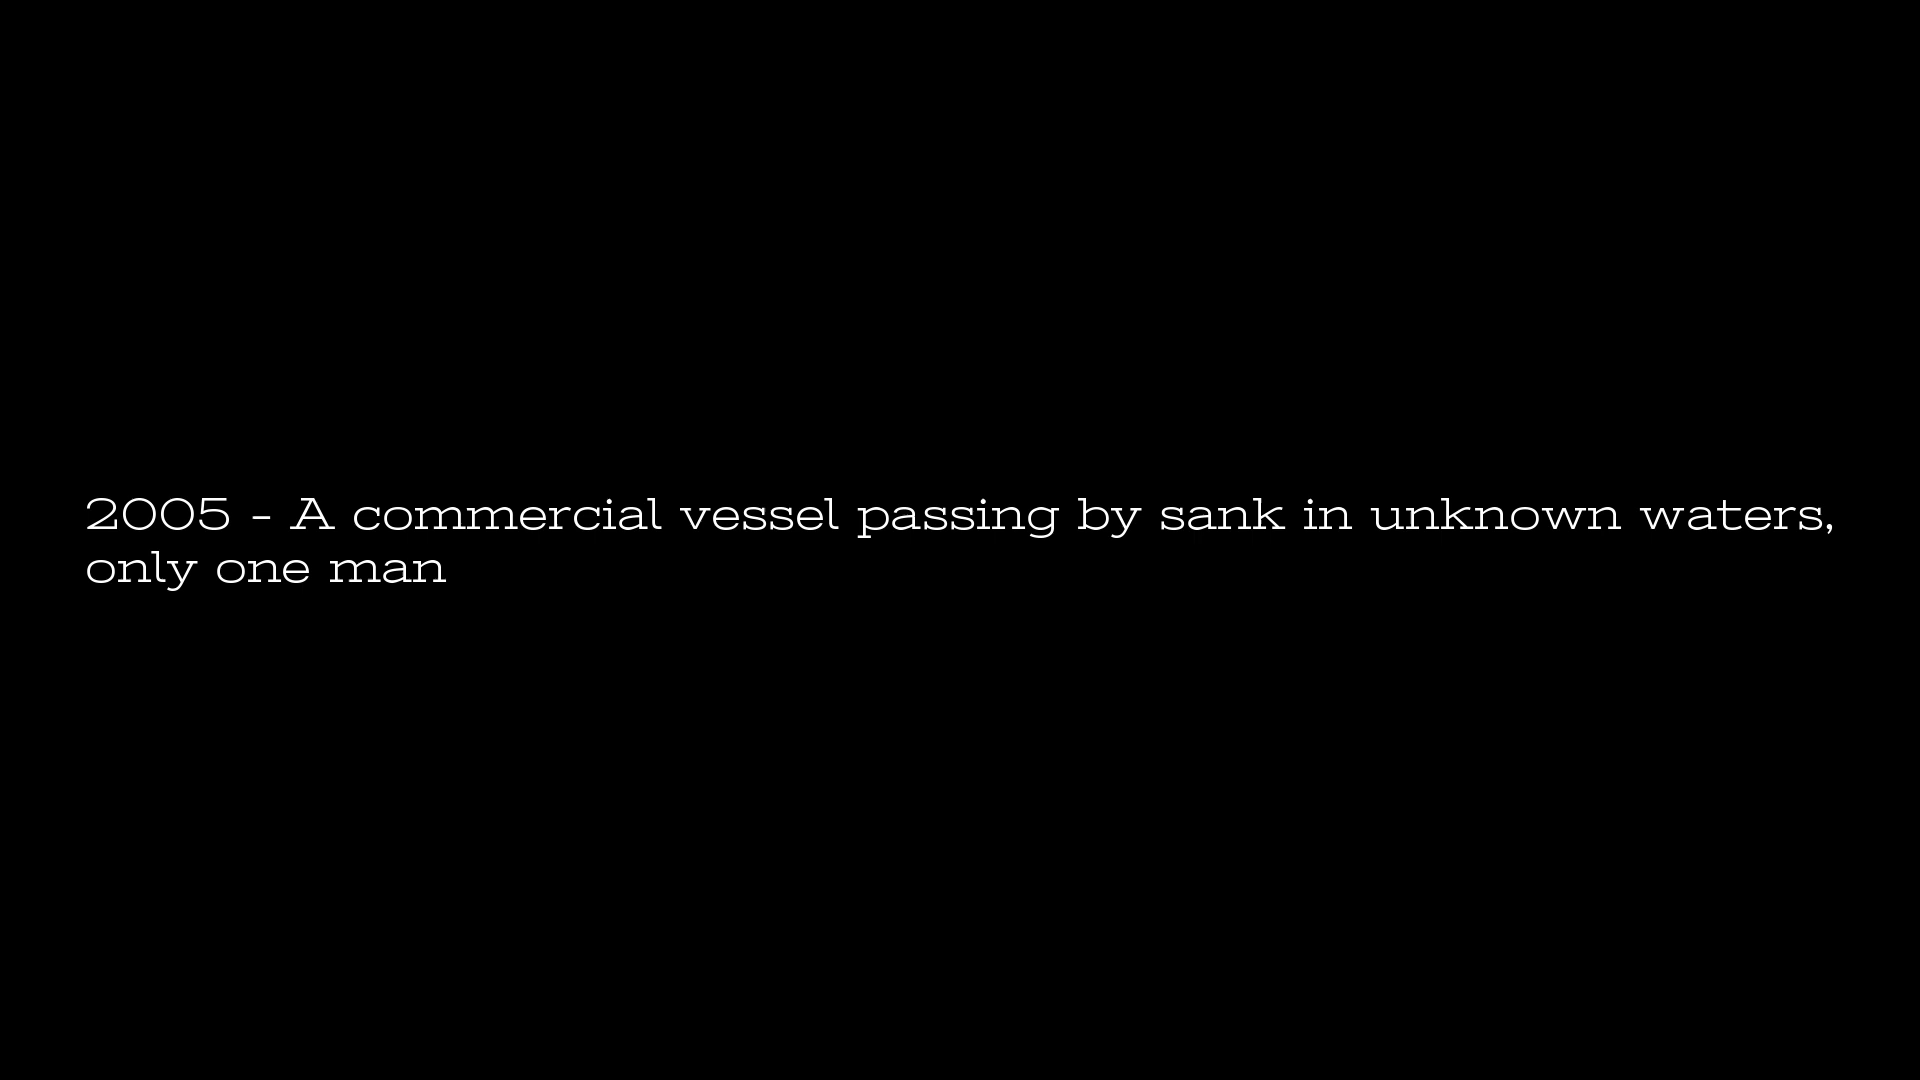 2005 - A commercial vessel passing by sank in unknown waters,
only one man